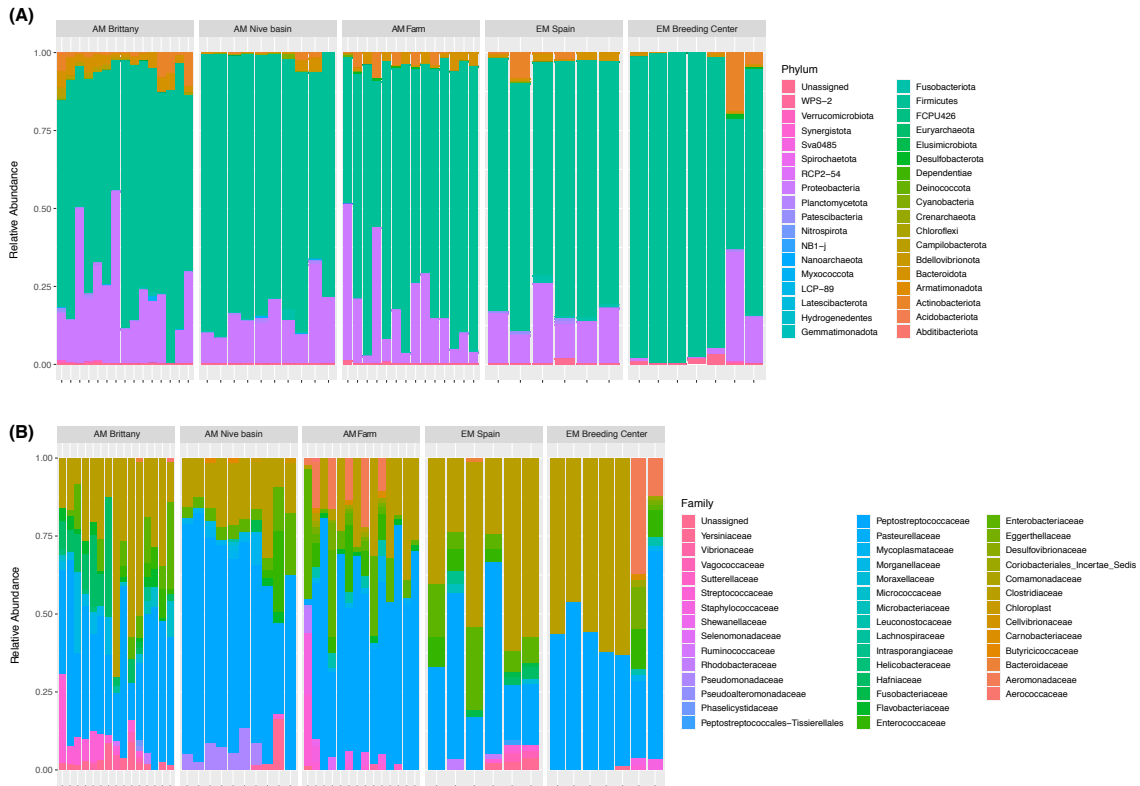 (A)
AM Brittany
AM Nive basin
AM Farm
EM Spain
EM Breeding Center
1.00
0.75
0.50
0.25
0.00
Relative Abundance
Phylum
Unassigned
WPS-2
Verrucomicrobiota
Synergistota
Sva0485
Spirochaetota
RCP2-54
Proteobacteria
Planctomycetota
Patescibacteria
Nitrospirota
NB1-j
Nanoarchaeota
Myxococcota
LCP-89
Latescibacterota
Hydrogenedentes
Gemmatimonadota
Fusobacteriota
Firmicutes
FCPU426
Euryarchaeota
Elusimicrobiota
Desulfobacterota
Dependentiae
Deinococcota
Cyanobacteria
Crenarchaeota
Chloroflexi
Campilobacterota
Bdellovibrionota
Bacteroidota
Armatimonadota
Actinobacteriota
Acidobacteriota
Abditibacteriota
(B)
AM Brittany
AM Nive basin
AM Farm
EM Spain
EM Breeding Center
1.00
0.75
0.50
0.25
0.00
Relative Abundance
Family
Unassigned
Yersiniaceae
Vibrionaceae
Vagococcaceae
Sutterellaceae
Streptococcaceae
Staphylococcaceae
Shewanellaceae
Selenomonadaceae
Ruminococcaceae
Rhodobacteraceae
Pseudomonadaceae
Pseudoalteromonadaceae
Phaselicystidaceae
Peptostreptococcales-Tissierellales
Peptostreptococcaceae
Pasteurellaceae
Mycoplasmataceae
Morganellaceae
Moraxellaceae
Micrococcaceae
Microbacteriaceae
Leuconostocaceae
Lachnospiraceae
Intrasporangiaceae
Helicobacteraceae
Hafniaceae
Fusobacteriaceae
Flavobacteriaceae
Enterococcaceae
Enterobacteriaceae
Eggerthellaceae
Desulfovibrionaceae
Coriobacteriales_Incertae_Sedis
Comamonadaceae
Clostridiaceae
Chloroplast
Cellvibrionaceae
Carnobacteriaceae
Butyricicoccaceae
Bacteroidaceae
Aeromonadaceae
Aerococcaceae